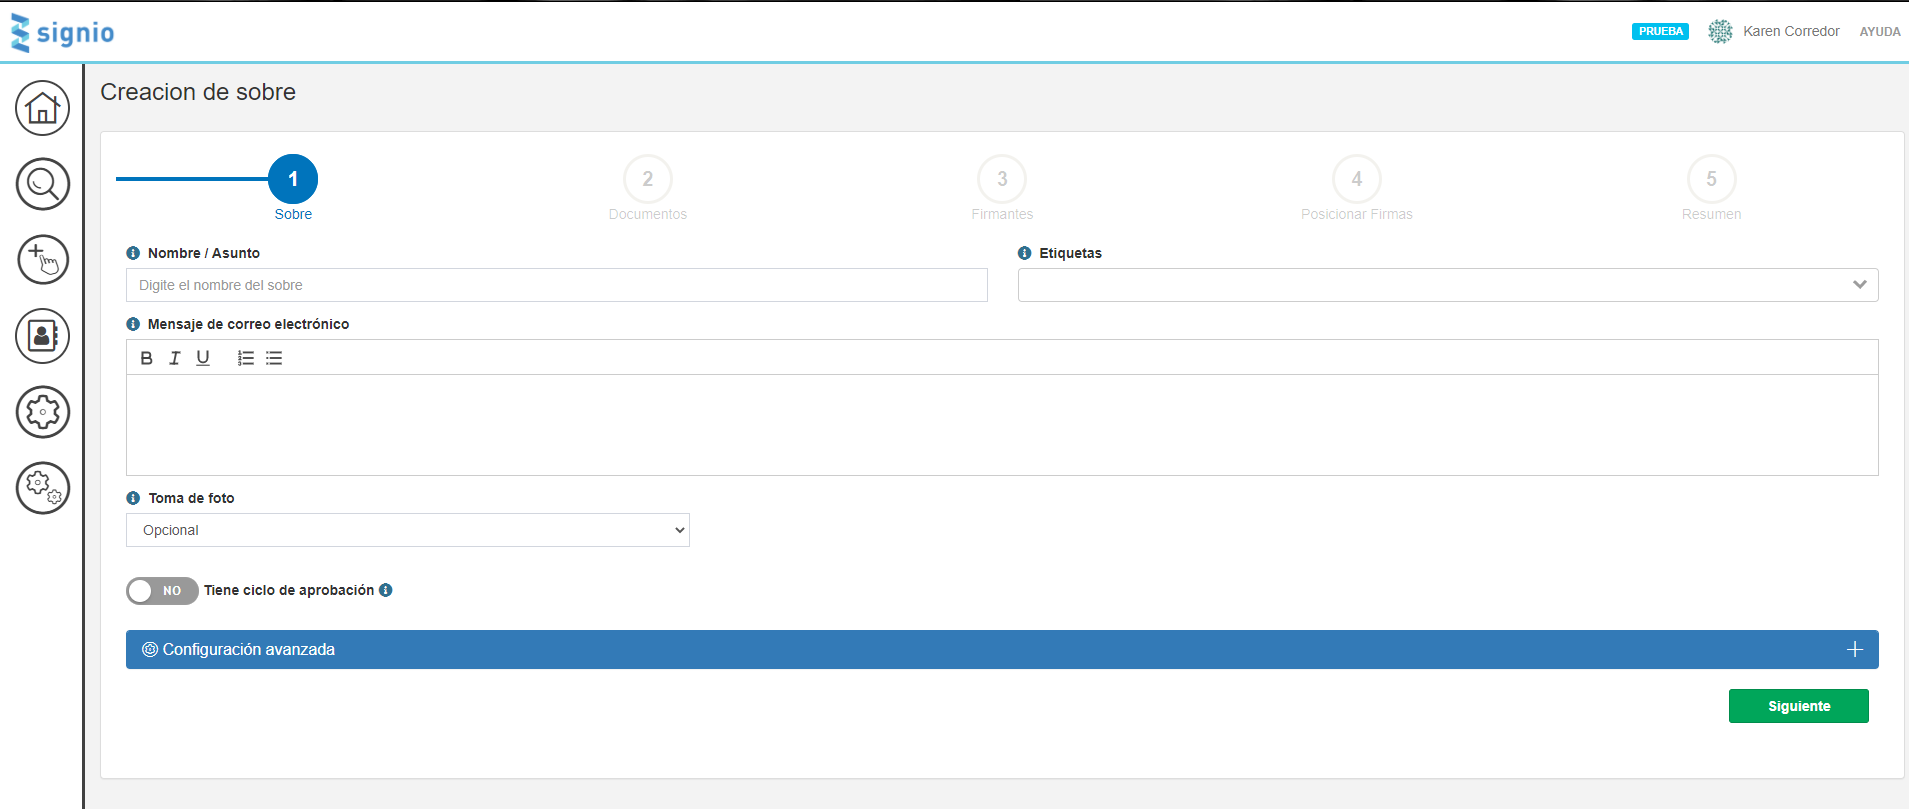 signio
PRUEBA Karen Corredor AYUDA
Creacion de sobre
1 2 3 4 5
Sobre Documentos Firmantes Posicionar Firmas Resumen
Nombre / Asunto Etiquetas
Digite el nombre del sobre
Mensaje de correo electrónico
B I U
Toma de foto
Opcional
NO Tiene ciclo de aprobación
Configuración avanzada
Siguiente